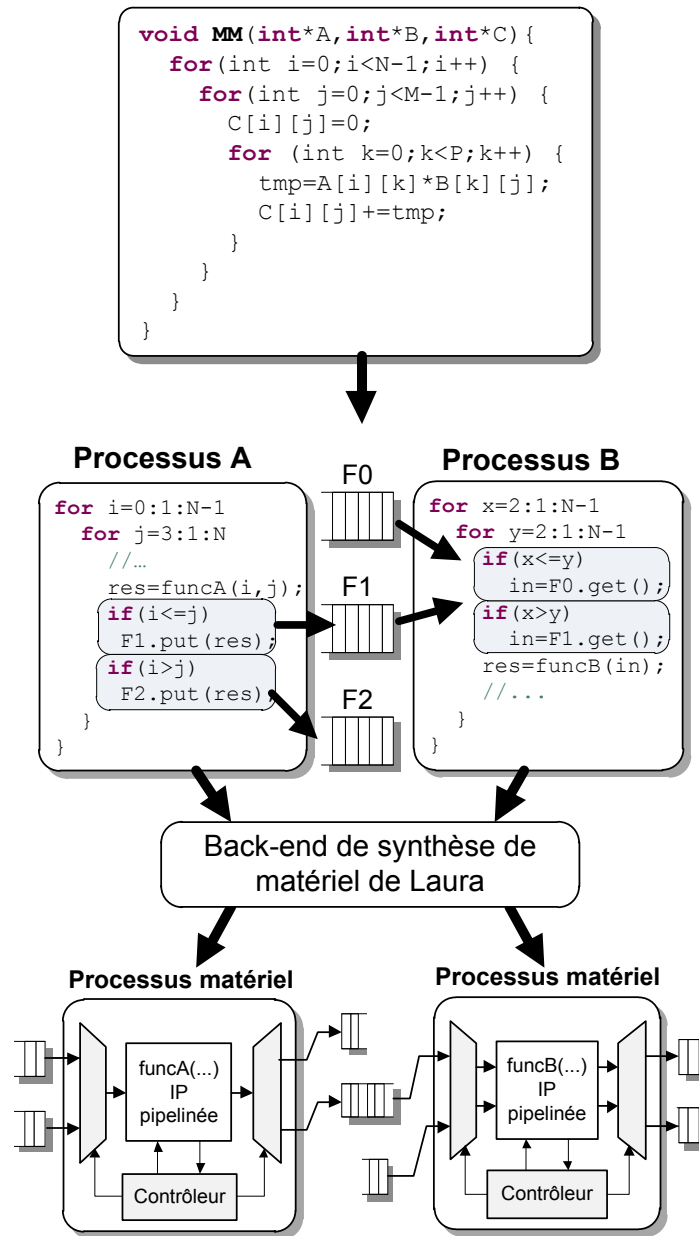 void MM(int*A,int*B,int*C){
for(int i=0;i<N-1;i++) {
for(int j=0;j<M-1;j++) {
C[i][j]=0;
for (int k=0;k<P;k++) {
tmp=A[i][k]*B[k][j];
C[i][j]+=tmp;
}
}
}
}
Processus A
for i=0:1:N-1
for j=3:1:N
//…
res=funcA(i,j);
if(i<=j)
F1.put(res);
if(i>j)
F2.put(res);
}
}
F0
F1
F2
Processus B
for x=2:1:N-1
for y=2:1:N-1
if(x<=y)
in=F0.get();
if(x>y)
in=F1.get();
res=funcB(in);
//...
}
}
Back-end de synthèse de
matériel de Laura
Processus matériel
funcA(...)
IP
pipelinée
Contrôleur
Processus matériel
funcB(...)
IP
pipelinée
Contrôleur